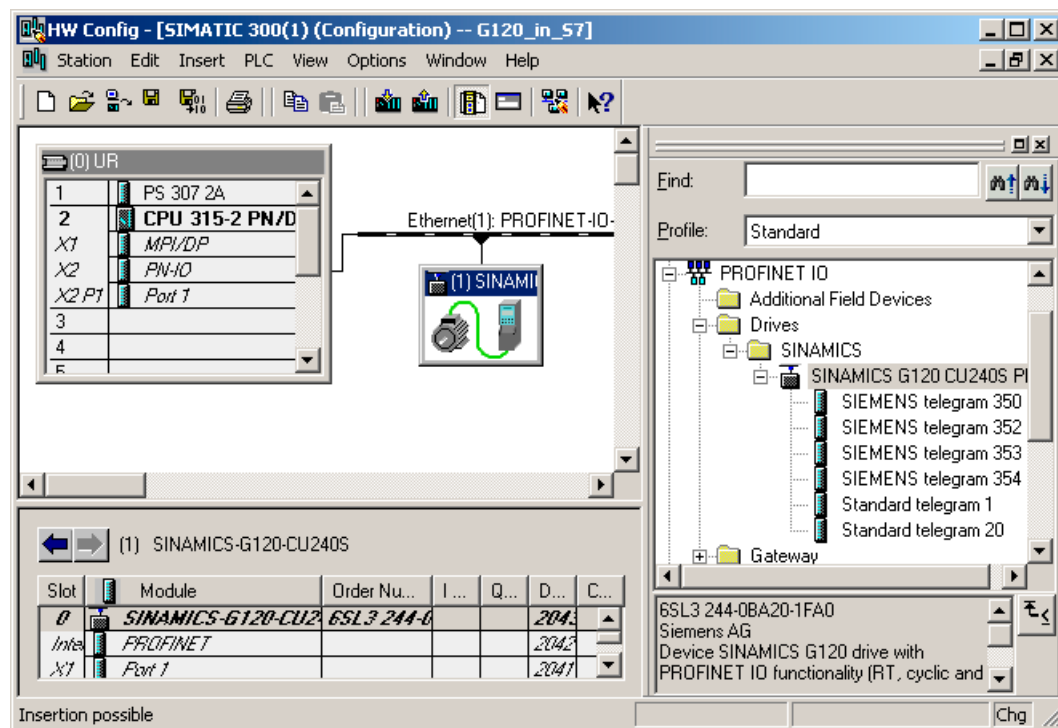 HW Config - [SIMATIC 300(1) (Configuration) -- G120_in_S7]
Station Edit Insert PLC View Options Window Help
(0) UR
1 PS 307 2A
2 CPU 315-2 PN/D
X1 MPI/DP
X2 PN-IO
X2 P1 Port 1
3
4
5
Ethernet(1): PROFINET-IO-
(1) SINAMI
Find:
Profile: Standard
PROFINET IO
Additional Field Devices
Drives
SINAMICS
SINAMICS G120 CU240S P
SIEMENS telegram 350
SIEMENS telegram 352
SIEMENS telegram 353
SIEMENS telegram 354
Standard telegram 1
Standard telegram 20
Gateway
(1) SINAMICS-G120-CU240S
Slot Module Order Nu... I ... Q... D... C...
0 SINAMICS-G120-CU2 6SL3 244-0 204
Inte PROFINET 2042
X1 Port 1 2041
6SL3 244-0BA20-1FA0
Siemens AG
Device SINAMICS G120 drive with
PROFINET IO functionality (RT, cyclic and
Insertion possible Chg